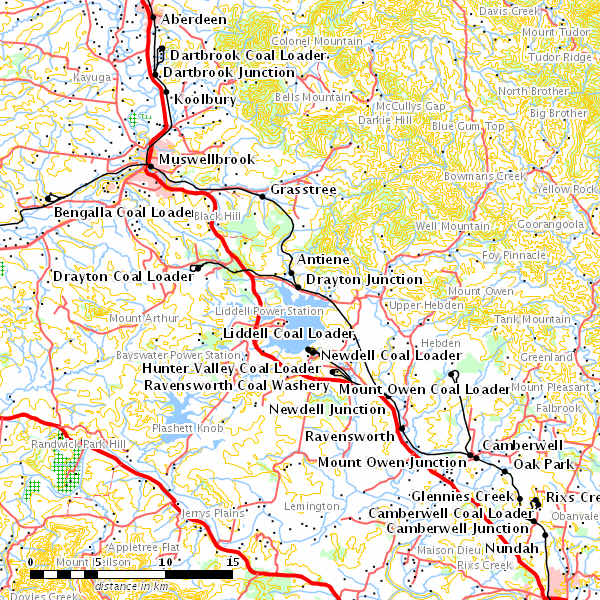 Aberdeen
Davis Creek
Mount Tudor
Colonel Mountain
Dartbrook Coal Loader
Tudor Ridge
Dartbrook Junction
Kayuga
North Brother
Koolbury
Bells Mountain
McCullys Gap
Big Brother
Darkie Hill
Blue Gum Top
Muswellbrook
Bowmans Creek
Grasstree
Yellow Rock
Bengalla Coal Loader
Black Hill
Well Mountain
Goorangoola
Antiene
Foy Pinnacle
Drayton Coal Loader
Drayton Junction
Mount Owen
Upper Hebden
Liddell Power Station
Mount Arthur
Tank Mountain
Liddell Coal Loader
Hebden
Bayswater Power Station
Newdell Coal Loader
Greenland
Hunter Valley Coal Loader
Ravensworth Coal Washery
Mount Owen Coal Loader
Mount Pleasant
Newdell Junction
Falbrook
Plashett Knob
Ravensworth
Randwick Park Hill
Camberwell
Mount Owen Junction
Oak Park
Glennies Creek
Rixs Cre
Lemington
Jerrys Plains
Camberwell Coal Loader
Obanvale
Camberwell Junction
Appletree Flat
Maison Dieu
Nundah
Rixs Creek
0 5 10 15
distance in km
Doyles Creek